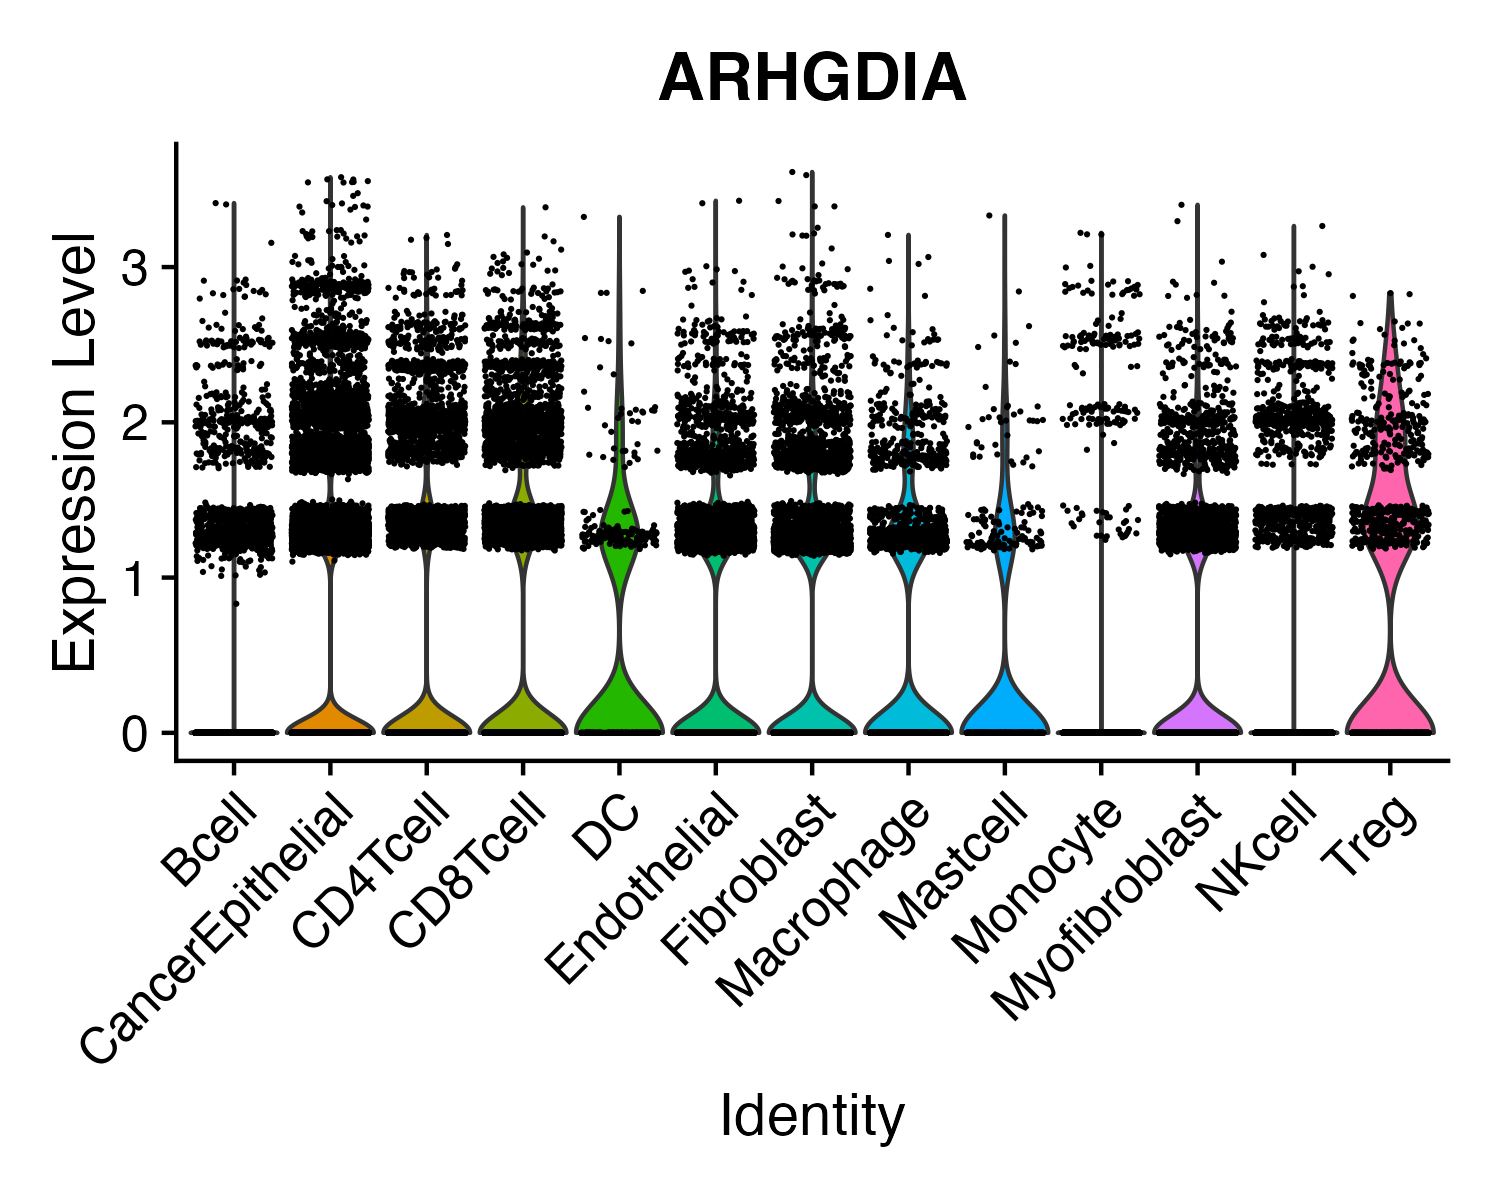 ARHGDIA
Expression Level
3
2
1
0
Bcell
CancerEpithelial
CD4Tcell
CD8Tcell
DC
Endothelial
Fibroblast
Macrophage
Mastcell
Monocyte
Myofibroblast
NKcell
Treg
Identity